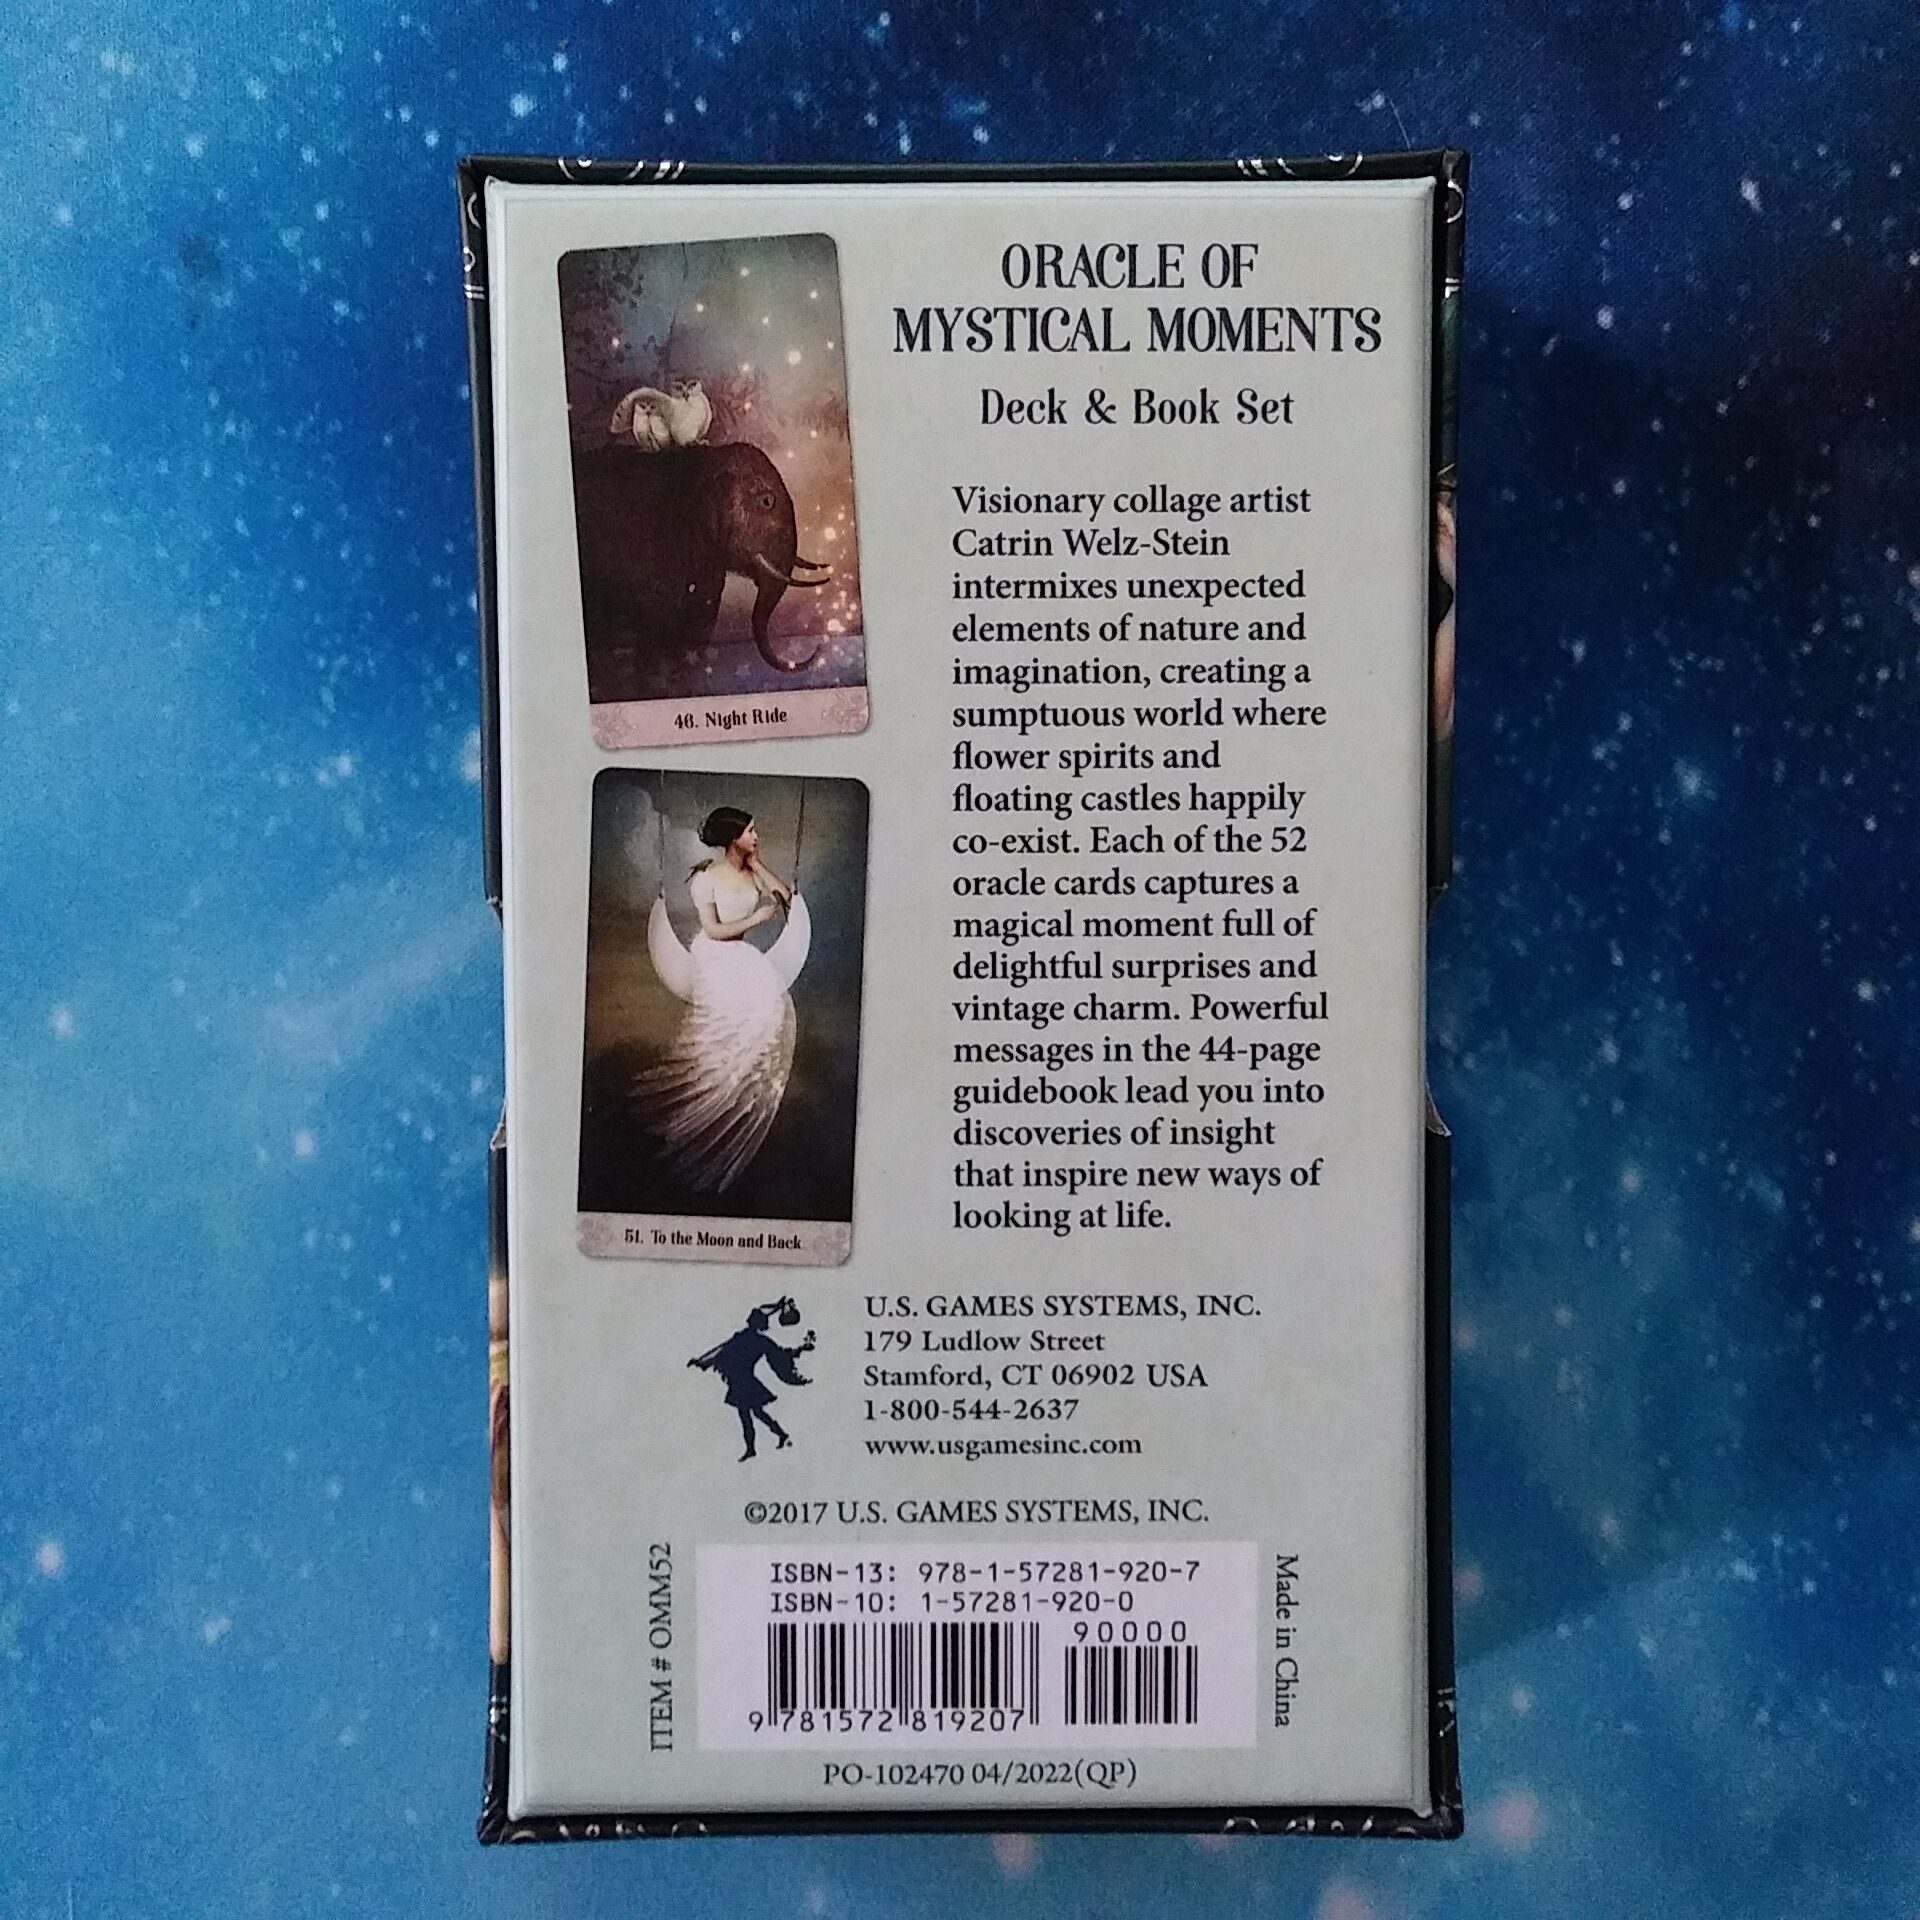 ORACLE OF
MYSTICAL MOMENTS
Deck & Book Set
Visionary collage artist
Catrin Welz-Stein
intermixes unexpected
elements of nature and
imagination, creating a
sumptuous world where
flower spirits and
floating castles happily
co-exist. Each of the 52
oracle cards captures a
magical moment full of
delightful surprises and
vintage charm. Powerful
messages in the 44-page
guidebook lead you into
discoveries of insight
that inspire new ways of
looking at life.
46. Night Ride
51. To the Moon and Back
U.S. GAMES SYSTEMS, INC.
179 Ludlow Street
Stamford, CT 06902 USA
1-800-544-2637
www.usgamesinc.com
©2017 U.S. GAMES SYSTEMS, INC.
ITEM # OMM52
ISBN-13: 978-1-57281-920-7
ISBN-10: 1-57281-920-0
90000
9 781572 819207
Made in China
PO-102470 04/2022(QP)